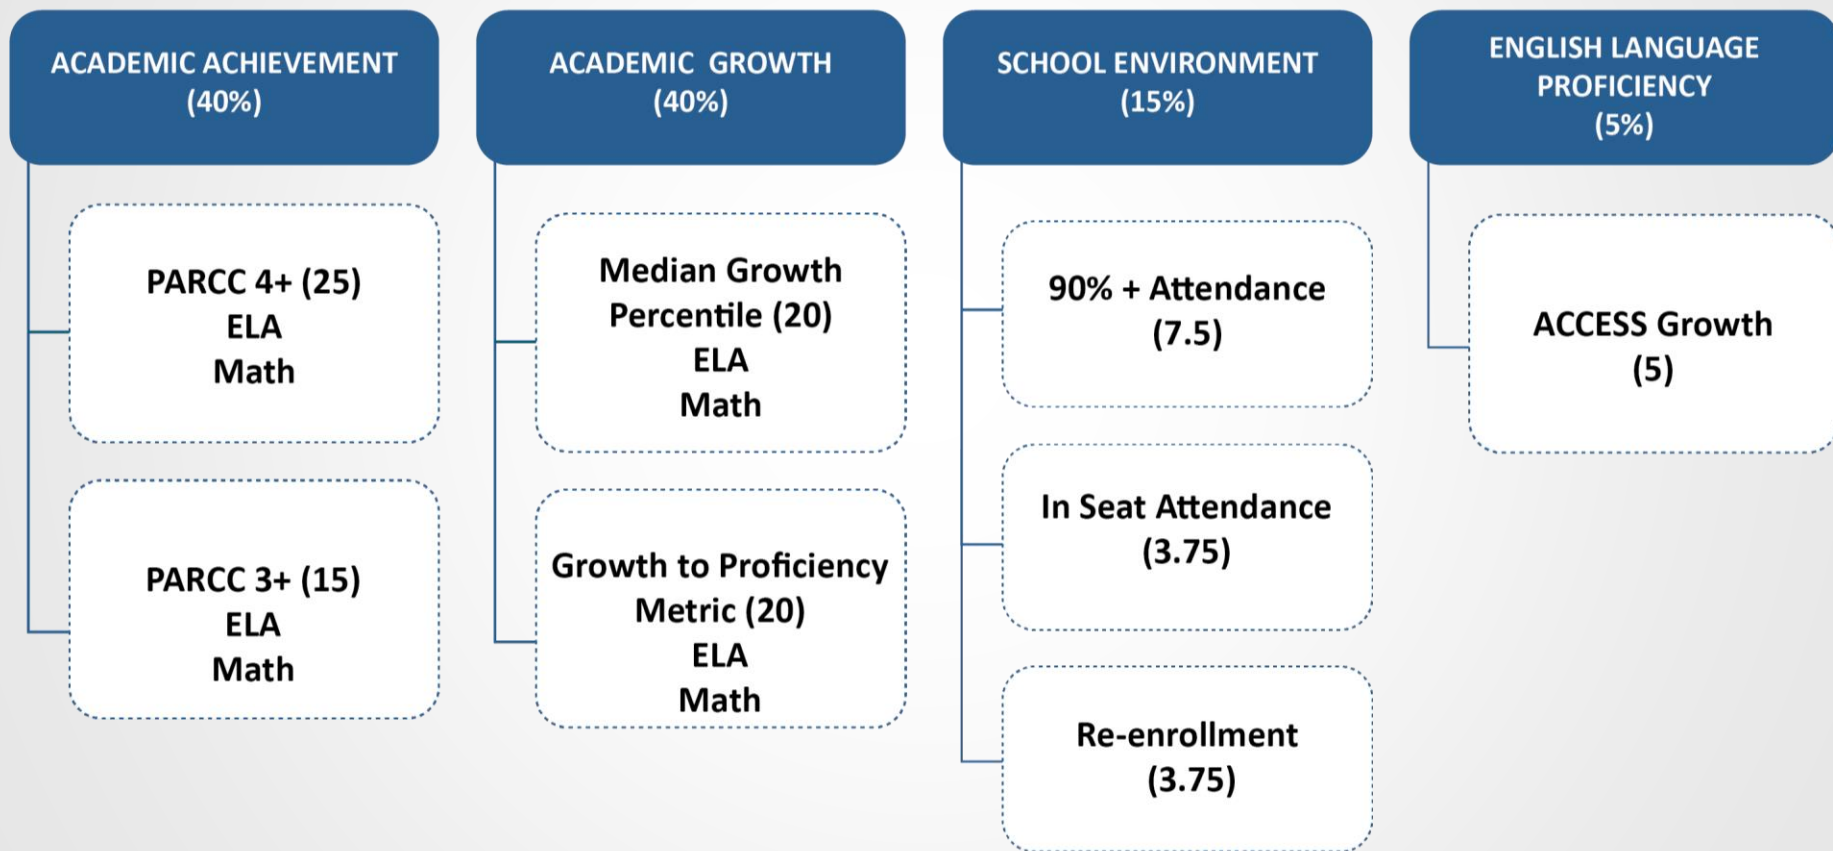 ACADEMIC ACHIEVEMENT
(40%)
PARCC 4+ (25)
ELA
Math
PARCC 3+ (15)
ELA
Math
ACADEMIC GROWTH
(40%)
Median Growth
Percentile (20)
ELA
Math
Growth to Proficiency
Metric (20)
ELA
Math
SCHOOL ENVIRONMENT
(15%)
90% + Attendance
(7.5)
In Seat Attendance
(3.75)
Re-enrollment
(3.75)
ENGLISH LANGUAGE
PROFICIENCY
(5%)
ACCESS Growth
(5)